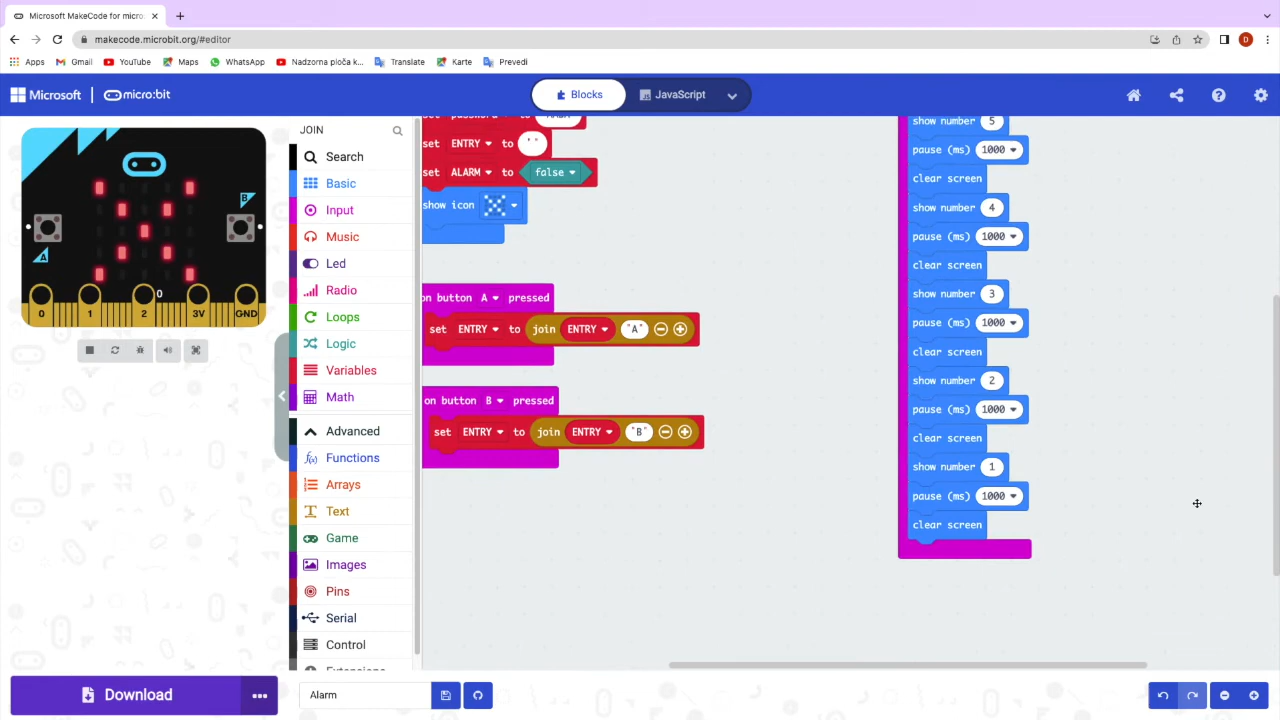 Microsoft MakeCode for micro:
makecode.microbit.org/#editor
D
Apps Gmail YouTube Maps WhatsApp Nadzorna ploča k... Translate Karte Prevedi
Microsoft micro:bit
Blocks
JavaScript
JOIN
Search
Basic
Input
Music
Led
Radio
Loops
Logic
Variables
Math
Advanced
Functions
Arrays
Text
Game
Images
Pins
Serial
Control
Extensions
A
B
0
0 1 2 3V GND
set ENTRY to " "
set ALARM to false
show icon
on button A pressed
set ENTRY to join ENTRY "A"
on button B pressed
set ENTRY to join ENTRY "B"
show number 5
pause (ms) 1000
clear screen
show number 4
pause (ms) 1000
clear screen
show number 3
pause (ms) 1000
clear screen
show number 2
pause (ms) 1000
clear screen
show number 1
pause (ms) 1000
clear screen
Download
Alarm